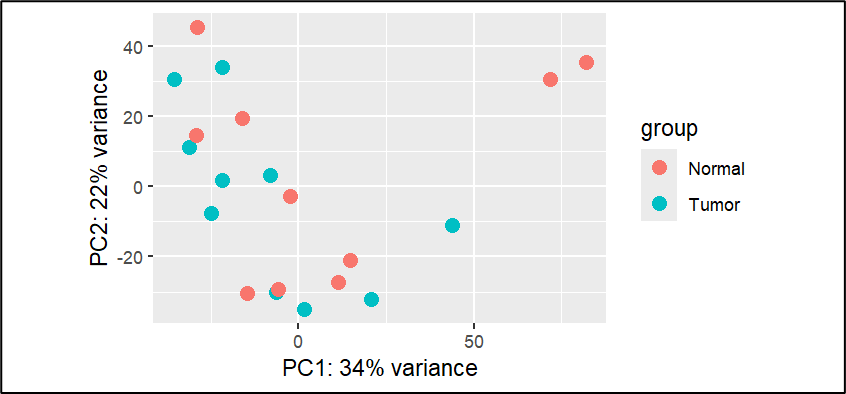 40
20
0
-20
PC2: 22% variance
0 50
PC1: 34% variance
group
Normal
Tumor